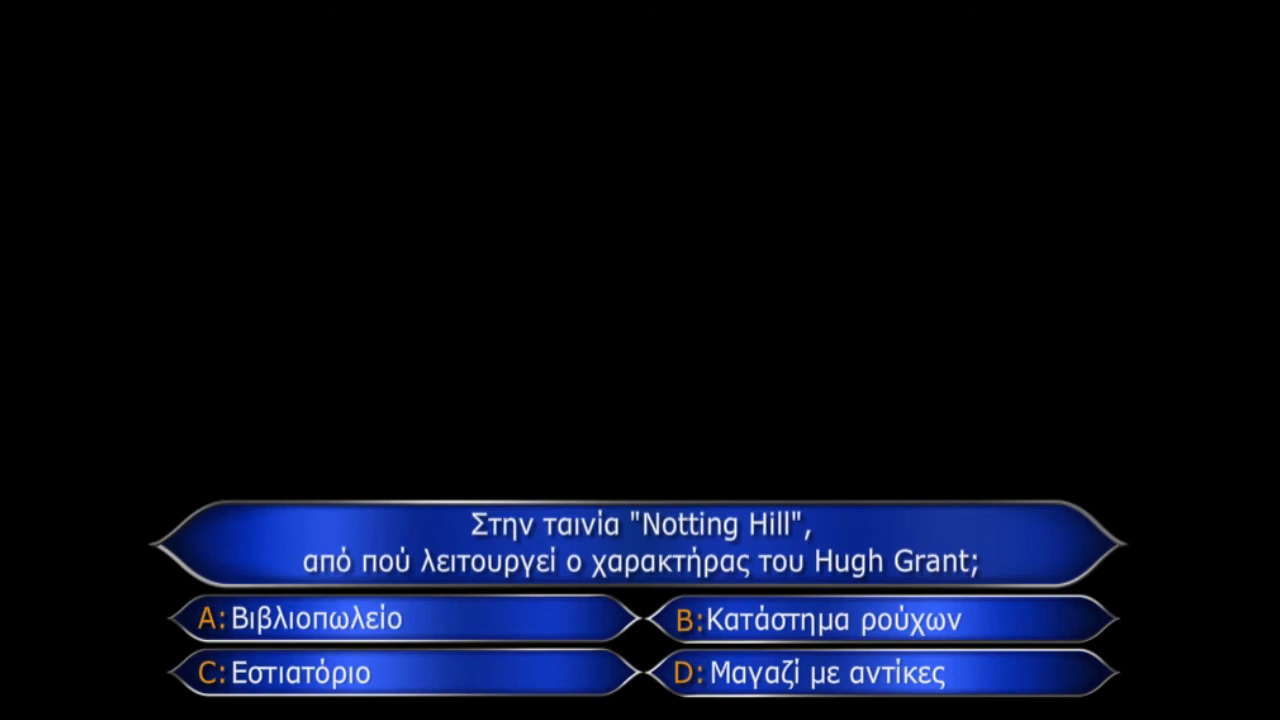 Στην ταινία "Notting Hill",
από πού λειτουργεί ο χαρακτήρας του Hugh Grant;
A: Βιβλιοπωλείο
B: Κατάστημα ρούχων
C: Εστιατόριο
D: Μαγαζί με αντίκες